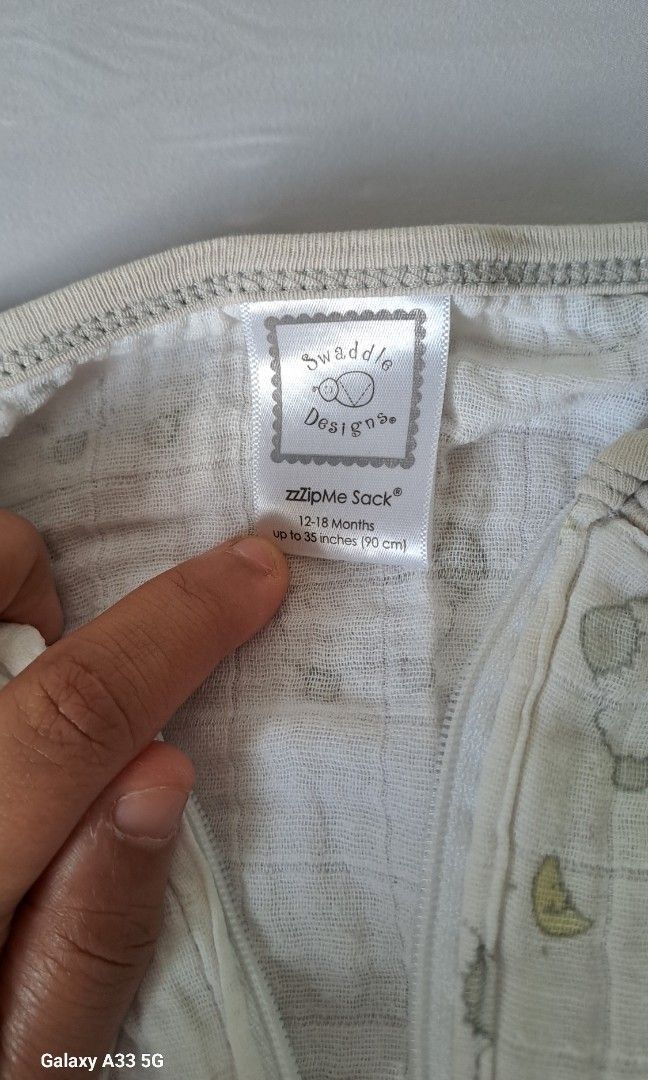 Swaddle
Designs®
zzZipMe Sack®
12-18 Months
up to 35 inches (90 cm)
Galaxy A33 5G